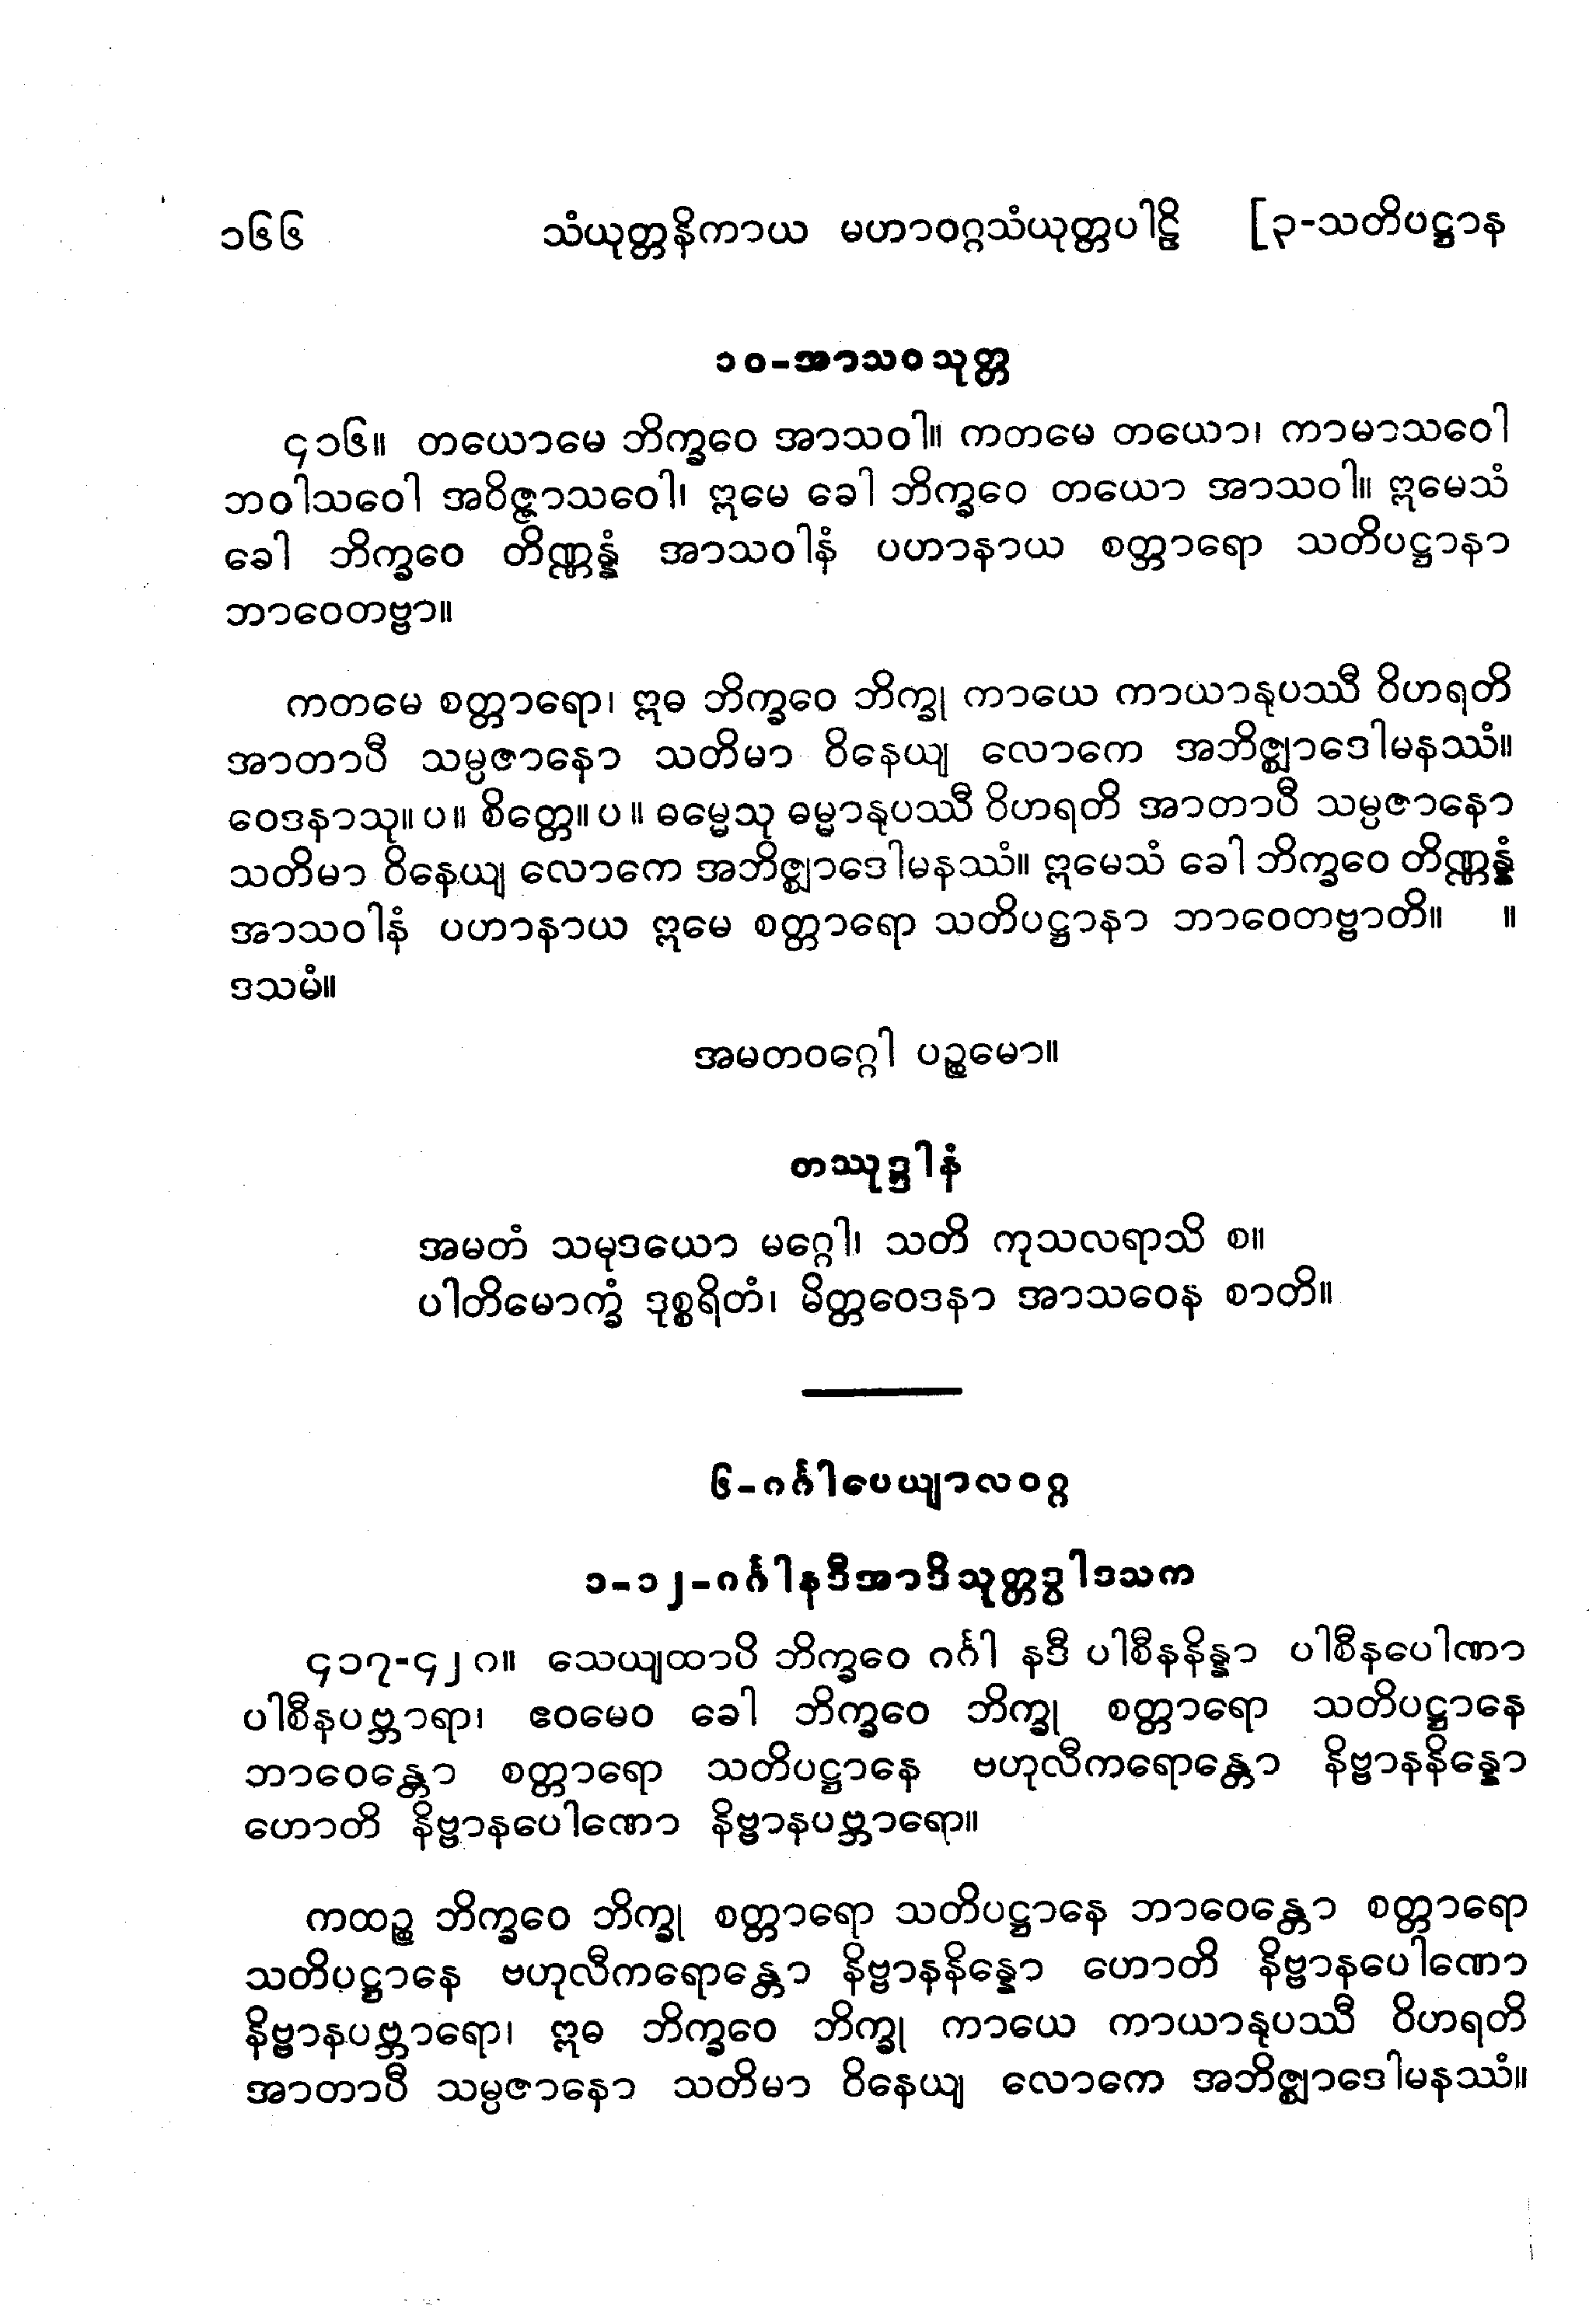 ၁၆၆ သံယုတ္တနိကာယ မဟာဝဂ္ဂသံယုတ္တပါဠိ [၃-သတိပဋ္ဌာန
၁၀-အာသဝသုတ္တ
၄၁၆။ တယောမေ ဘိက္ခဝေ အာသဝါ။ ကတမေ တယော၊ ကာမာသဝေါ
ဘဝါသဝေါ အဝိဇ္ဇာသဝေါ၊ ဣမေ ခေါ ဘိက္ခဝေ တယော အာသဝါ။ ဣမေသံ
ခေါ ဘိက္ခဝေ တိဏ္ဏန္နံ အာသဝါနံ ပဟာနာယ စတ္တာရော သတိပဋ္ဌာနာ
ဘာဝေတဗ္ဗာ။
ကတမေ စတ္တာရော၊ ဣဓ ဘိက္ခဝေ ဘိက္ခု ကာယေ ကာယာနုပဿီ ဝိဟရတိ
အာတာပီ သမ္ပဇာနော သတိမာ ဝိနေယျ လောကေ အဘိဇ္ဈာဒေါမနဿံ။
ဝေဒနာသု။ပ။ စိတ္တေ။ပ။ ဓမ္မေသု ဓမ္မာနုပဿီ ဝိဟရတိ အာတာပီ သမ္ပဇာနော
သတိမာ ဝိနေယျ လောကေ အဘိဇ္ဈာဒေါမနဿံ။ ဣမေသံ ခေါ ဘိက္ခဝေ တိဏ္ဏန္နံ
အာသဝါနံ ပဟာနာယ ဣမေ စတ္တာရော သတိပဋ္ဌာနာ ဘာဝေတဗ္ဗာတိ။ ။
ဒသမံ။
အမတဝဂ္ဂေါ ပဉ္စမော။
တဿုဒ္ဒါနံ
အမတံ သမုဒယော မဂ္ဂေါ၊ သတိ ကုသလရာသိ စ။
ပါတိမောက္ခံ ဒုစ္စရိတံ၊ မိတ္တဝေဒနာ အာသဝေန စာတိ။
၆-ဂင်္ဂါပေယျာလဝဂ္ဂ
၁-၁၂-ဂင်္ဂါနဒီအာဒိသုတ္တဒွါဒသက
၄၁၇-၄၂၈။ သေယျထာပိ ဘိက္ခဝေ ဂင်္ဂါ နဒီ ပါစီနနိန္နာ ပါစီနပေါဏာ
ပါစီနပဗ္ဘာရာ၊ ဧဝမေဝ ခေါ ဘိက္ခဝေ ဘိက္ခု စတ္တာရော သတိပဋ္ဌာနေ
ဘာဝေန္တော စတ္တာရော သတိပဋ္ဌာနေ ဗဟုလီကရောန္တော နိဗ္ဗာနနိန္နော
ဟောတိ နိဗ္ဗာနပေါဏော နိဗ္ဗာနပဗ္ဘာရော။
ကထဉ္စ ဘိက္ခဝေ ဘိက္ခု စတ္တာရော သတိပဋ္ဌာနေ ဘာဝေန္တော စတ္တာရော
သတိပဋ္ဌာနေ ဗဟုလီကရောန္တော နိဗ္ဗာနနိန္နော ဟောတိ နိဗ္ဗာနပေါဏော
နိဗ္ဗာနပဗ္ဘာရော၊ ဣဓ ဘိက္ခဝေ ဘိက္ခု ကာယေ ကာယာနုပဿီ ဝိဟရတိ
အာတာပီ သမ္ပဇာနော သတိမာ ဝိနေယျ လောကေ အဘိဇ္ဈာဒေါမနဿံ။